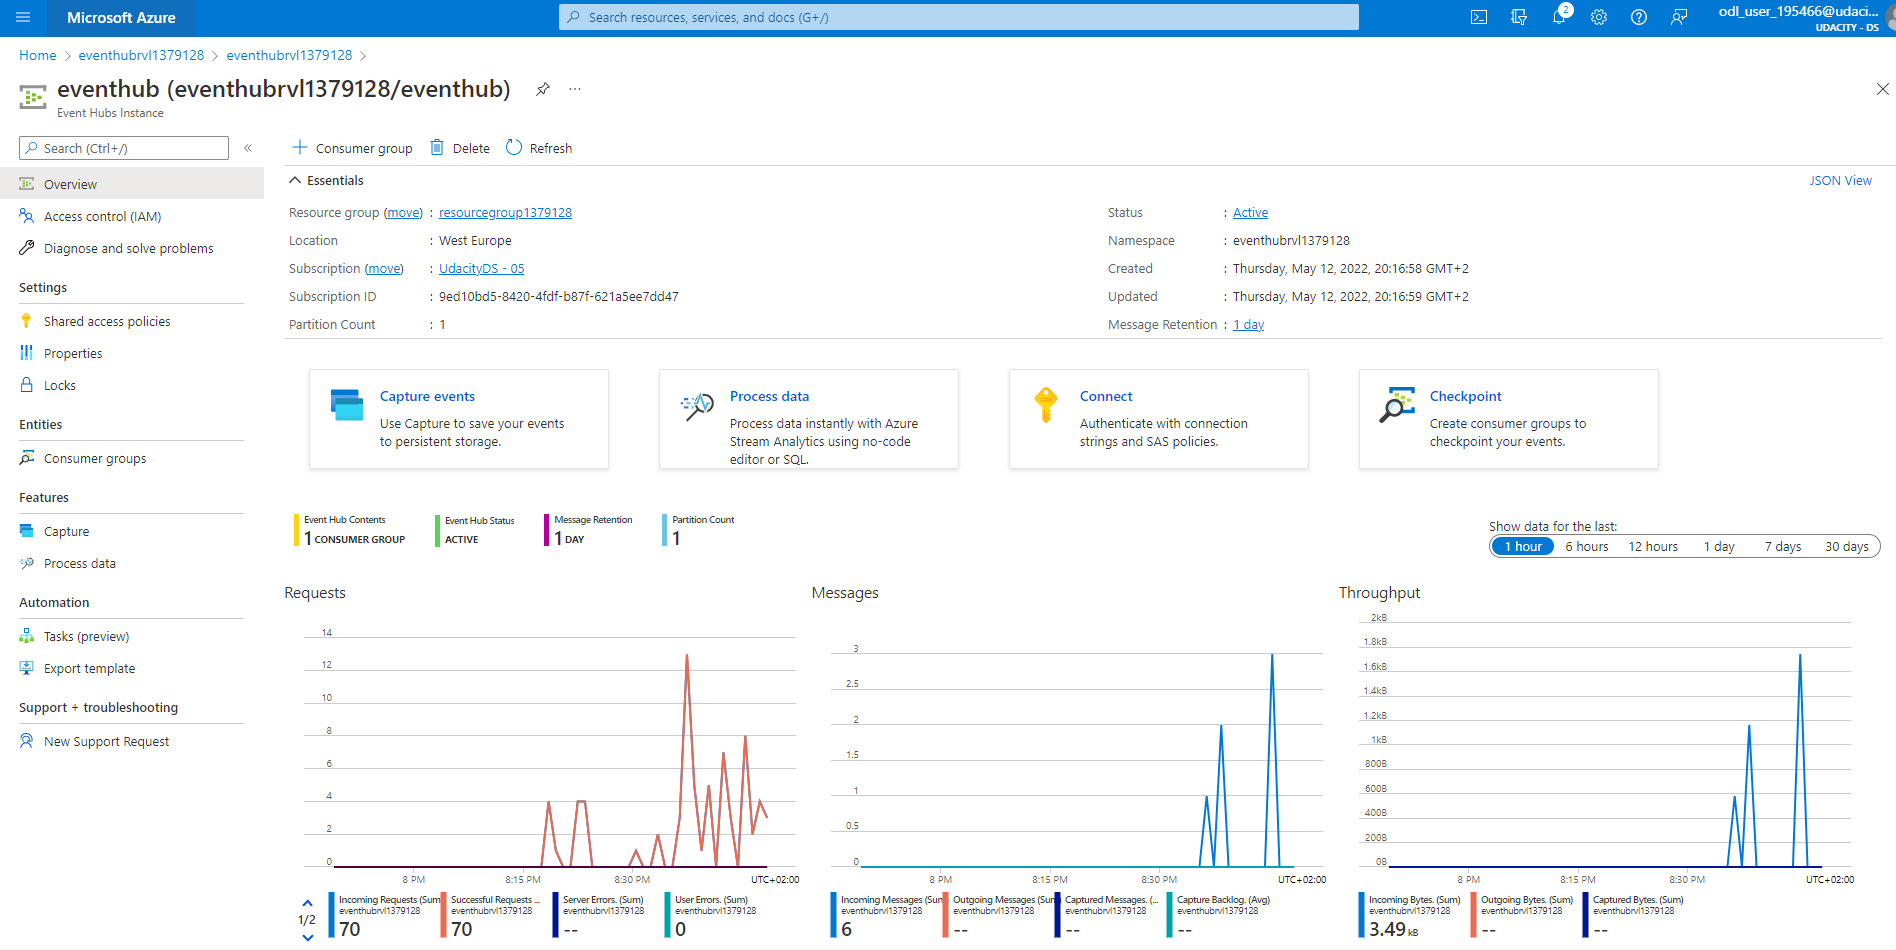 Microsoft Azure
Search resources, services, and docs (G+/)
2
odl_user_195466@udaci...
UDACITY - DS
Home > eventhubrvl1379128 > eventhubrvl1379128 >
eventhub (eventhubrvl1379128/eventhub)
...
Event Hubs Instance
Search (Ctrl+/)
«
Consumer group
Delete
Refresh
Overview
Access control (IAM)
Diagnose and solve problems
Settings
Shared access policies
Properties
Locks
Entities
Consumer groups
Features
Capture
Process data
Automation
Tasks (preview)
Export template
Support + troubleshooting
New Support Request
Essentials
JSON View
Resource group (move) : resourcegroup1379128
Location : West Europe
Subscription (move) : UdacityDS - 05
Subscription ID : 9ed10bd5-8420-4fdf-b87f-621a5ee7dd47
Partition Count : 1
Status : Active
Namespace : eventhubrvl1379128
Created : Thursday, May 12, 2022, 20:16:58 GMT+2
Updated : Thursday, May 12, 2022, 20:16:59 GMT+2
Message Retention : 1 day
Capture events
Use Capture to save your events
to persistent storage.
Process data
Process data instantly with Azure
Stream Analytics using no-code
editor or SQL.
Connect
Authenticate with connection
strings and SAS policies.
Checkpoint
Create consumer groups to
checkpoint your events.
Event Hub Contents
1 CONSUMER GROUP
Event Hub Status
ACTIVE
Message Retention
1 DAY
Partition Count
1
Show data for the last:
1 hour 6 hours 12 hours 1 day 7 days 30 days
Requests
14
12
10
8
6
4
2
0
8 PM 8:15 PM 8:30 PM UTC+02:00
1/2
Incoming Requests (Sum)
eventhubrvl1379128
70
Successful Requests ...
eventhubrvl1379128
70
Server Errors. (Sum)
eventhubrvl1379128
--
User Errors. (Sum)
eventhubrvl1379128
0
Messages
3
2.5
2
1.5
1
0.5
0
8 PM 8:15 PM 8:30 PM UTC+02:00
Incoming Messages (Sum)
eventhubrvl1379128
6
Outgoing Messages (Sum)
eventhubrvl1379128
--
Captured Messages. (...
eventhubrvl1379128
--
Capture Backlog. (Avg)
eventhubrvl1379128
--
Throughput
2kB
1.8kB
1.6kB
1.4kB
1.2kB
1kB
800B
600B
400B
200B
0B
8 PM 8:15 PM 8:30 PM UTC+02:00
Incoming Bytes. (Sum)
eventhubrvl1379128
3.49 kB
Outgoing Bytes. (Sum)
eventhubrvl1379128
--
Captured Bytes. (Sum)
eventhubrvl1379128
--